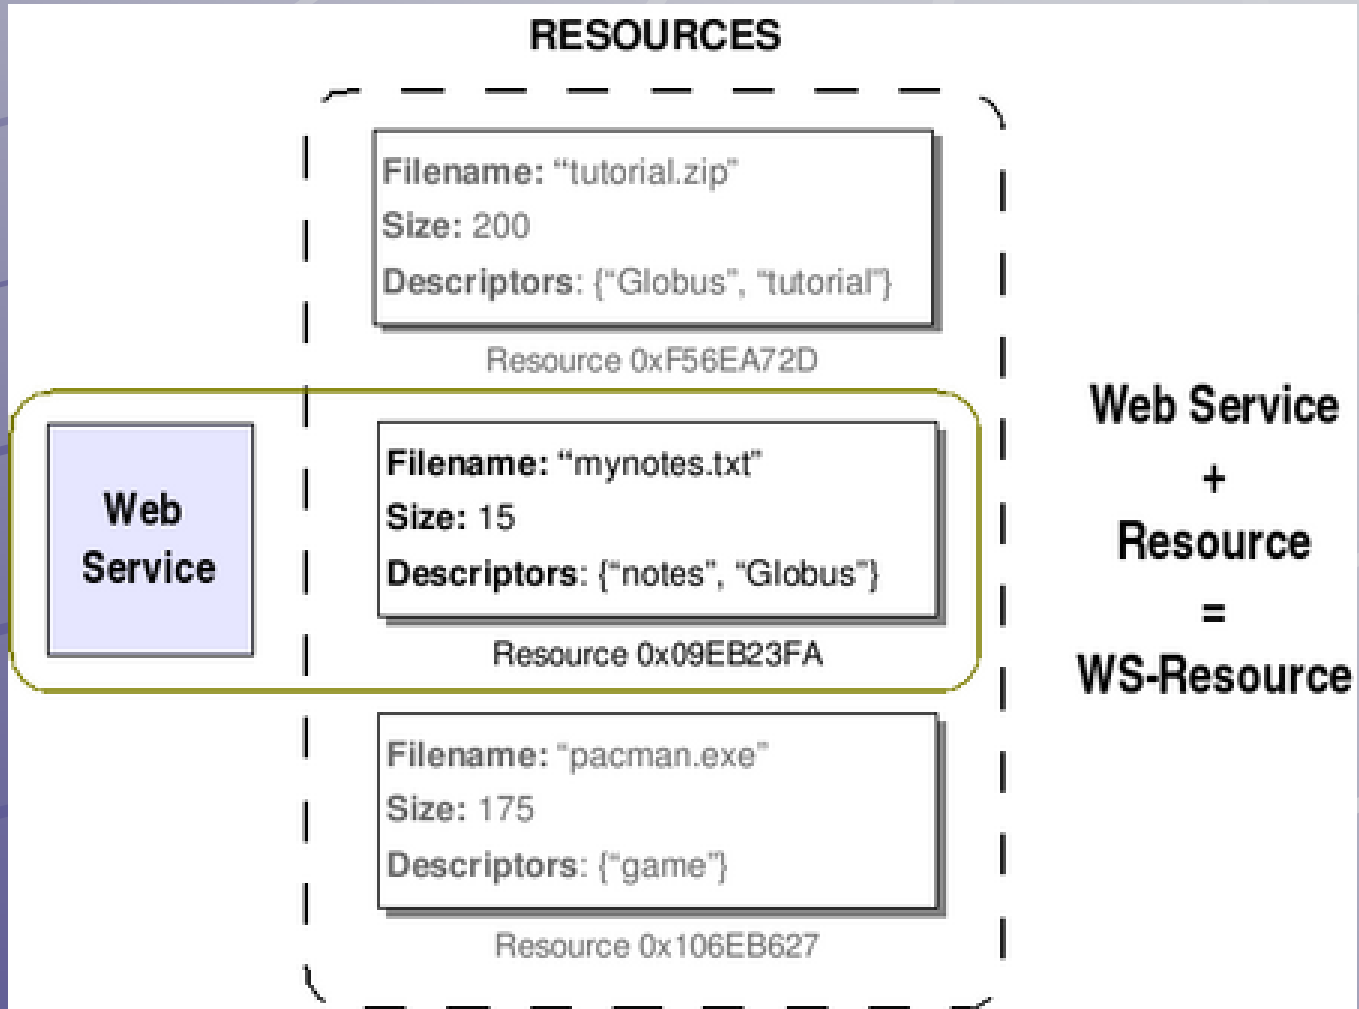 RESOURCES
Filename: “tutorial.zip”
Size: 200
Descriptors: {“Globus”, “tutorial”}
Resource 0xF56EA72D
Web
Service
Filename: “mynotes.txt”
Size: 15
Descriptors: {“notes”, “Globus”}
Resource 0x09EB23FA
Filename: “pacman.exe”
Size: 175
Descriptors: {“game”}
Resource 0x106EB627
Web Service
+
Resource
=
WS-Resource